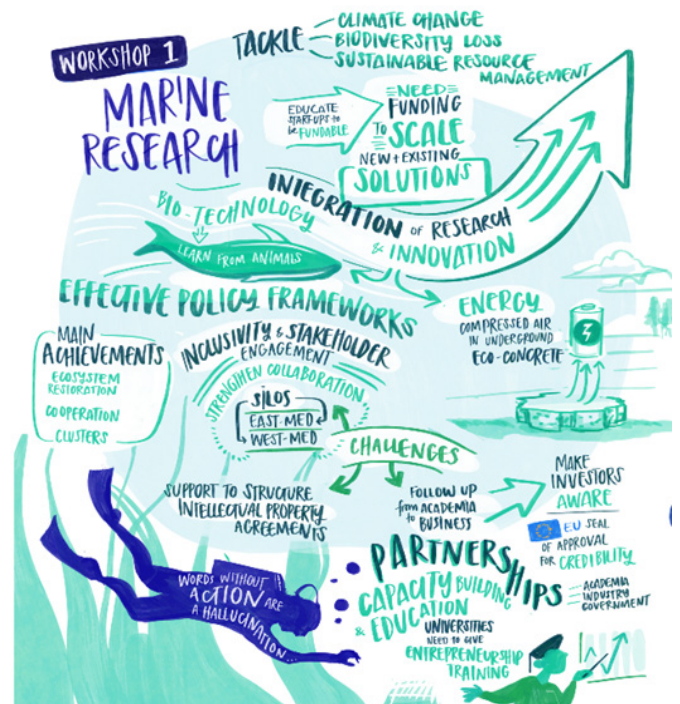 WORKSHOP 1
MARINE
RESEARCH
TACKLE
CLIMATE CHANGE
BIODIVERSITY LOSS
SUSTAINABLE RESOURCE
MANAGEMENT
EDUCATE
START-UPS to
be FUNDABLE
NEED
FUNDING
To SCALE
NEW + EXISTING
SOLUTIONS
INTEGRATION OF RESEARCH
& INNOVATION
BIO-TECHNOLOGY
LEARN FROM ANIMALS
EFFECTIVE POLICY FRAMEWORKS
ENERGY
COMPRESSED AIR
IN UNDERGROUND
ECO-CONCRETE
MAIN
ACHIEVEMENTS
ECOSYSTEM
RESTORATION
COOPERATION
CLUSTERS
INCLUSIVITY & STAKEHOLDER
ENGAGEMENT
STRENGTHEN COLLABORATION
SILOS
EAST-MED
WEST-MED
CHALLENGES
SUPPORT TO STRUCTURE
INTELLECTUAL PROPERTY
AGREEMENTS
FOLLOW UP
from ACADEMIA
to BUSINESS
MAKE
INVESTORS
AWARE
EU SEAL
OF APPROVAL
FOR CREDIBILITY
PARTNERSHIPS
ACADEMIA
INDUSTRY
GOVERNMENT
CAPACITY BUILDING
& EDUCATION
UNIVERSITIES
NEED TO GIVE
ENTREPRENEURSHIP
TRAINING
WORDS WITHOUT
ACTION ARE
A HALLUCINATION...